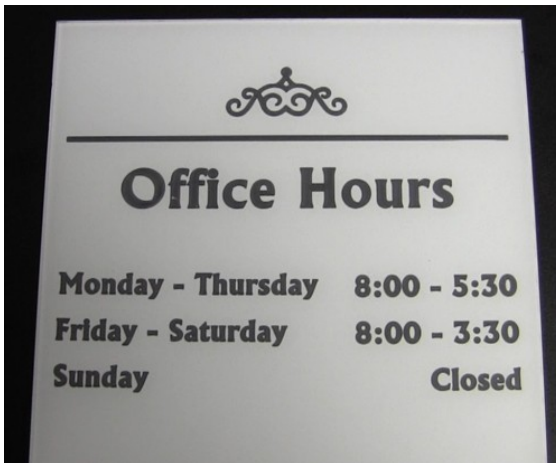 Office Hours
Monday - Thursday 8:00 - 5:30
Friday - Saturday 8:00 - 3:30
Sunday Closed